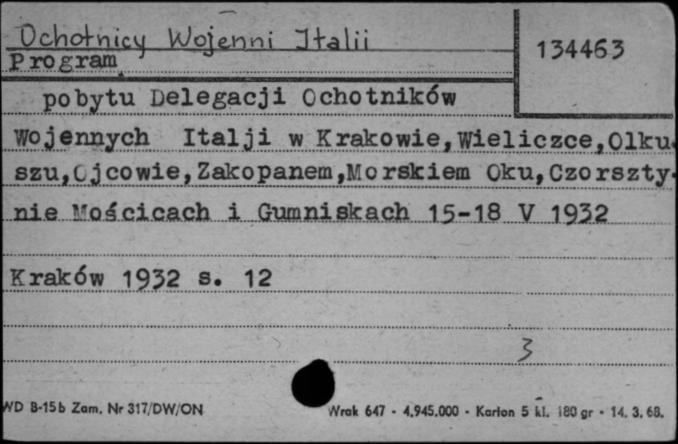 Ochotnicy Wojenni Italii
134463
Program
pobytu Delegacji Ochotników
Wojennych Italji w Krakowie,Wieliczce,Olku-
szu,Ojcowie,Zakopanem,Morskiem Oku,Czorszty-
nie Mościcach i Gumniskach 15-18 V 1932
Kraków 1932 s. 12
3
WD B-15b Zam. Nr 317/DW/ON
Wrak 647 - 4.945.000 - Karton 5 kl. 180 gr - 14. 3. 68.